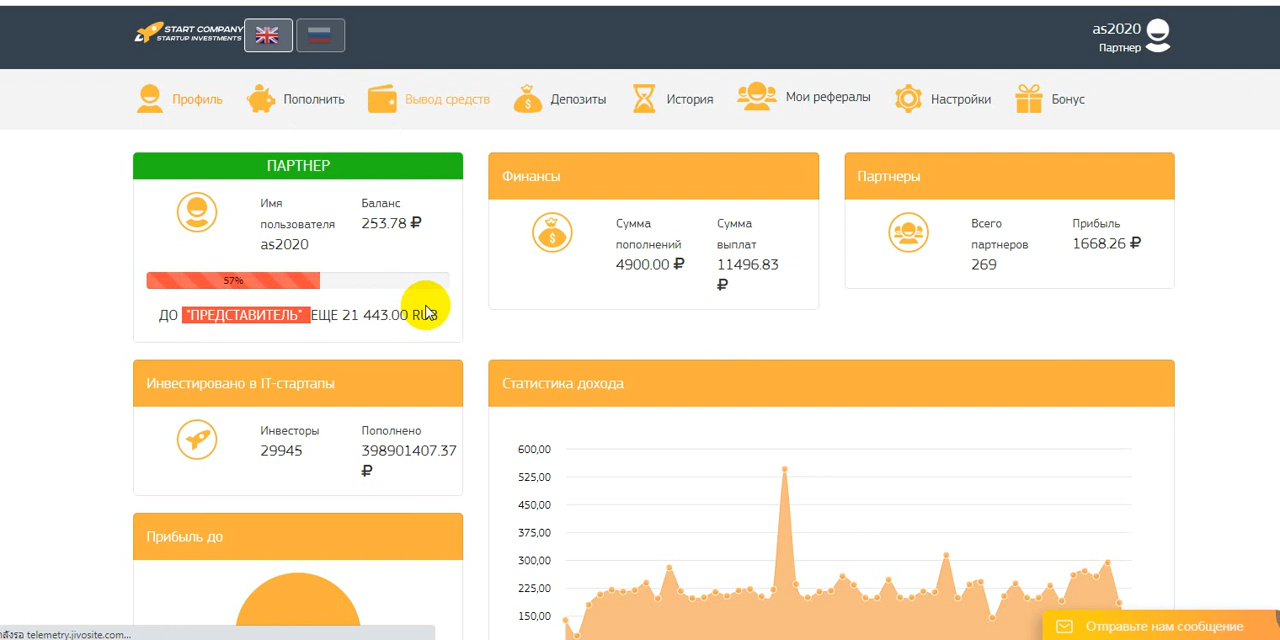 START COMPANY
STARTUP INVESTMENTS
as2020
Партнер
Профиль
Пополнить
Вывод средств
Депозиты
История
Мои рефералы
Настройки
Бонус
ПАРТНЕР
Имя
пользователя
as2020
Баланс
253.78 ₽
57%
ДО "ПРЕДСТАВИТЕЛЬ" ЕЩЕ 21 443.00 RUB
Финансы
Сумма
пополнений
4900.00 ₽
Сумма
выплат
11496.83
₽
Партнеры
Всего
партнеров
269
Прибыль
1668.26 ₽
Инвестировано в IT-стартапы
Инвесторы
29945
Пополнено
398901407.37
₽
Статистика дохода
600,00
525,00
450,00
375,00
300,00
225,00
150,00
Прибыль до
telemetry.jivosite.com...
Отправьте нам сообщение